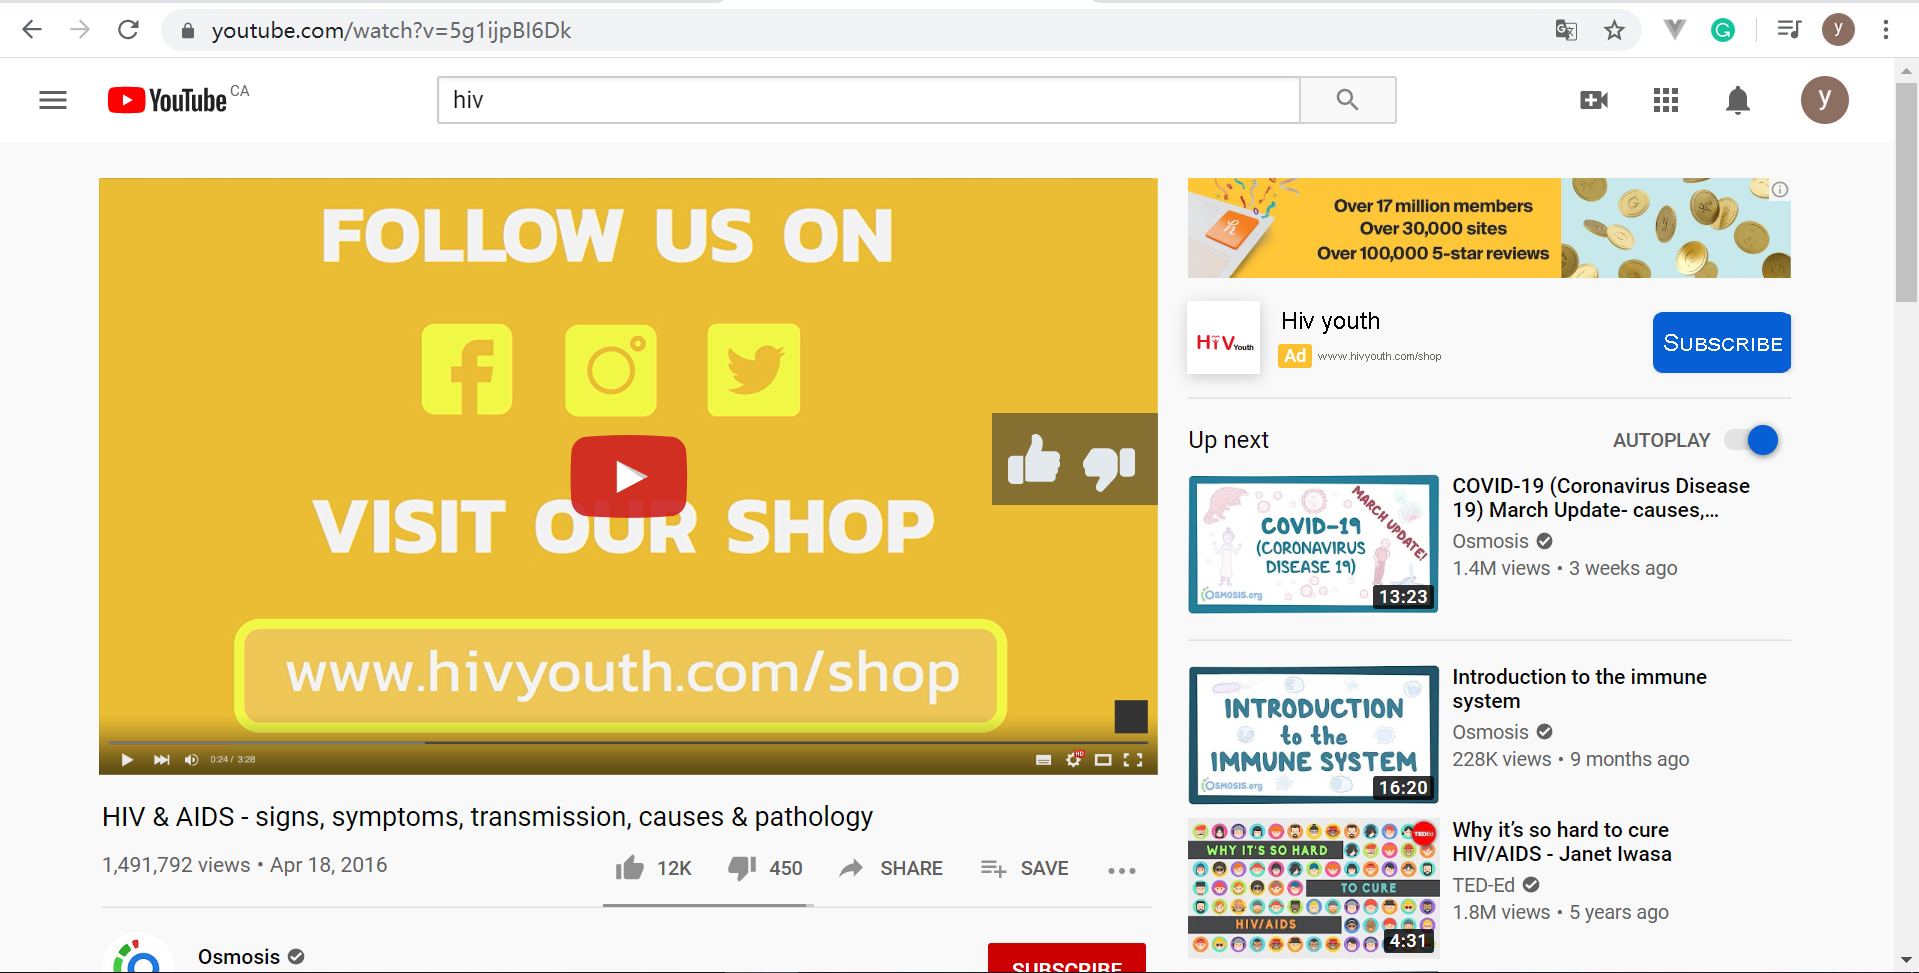 youtube.com/watch?v=5g1ijpBI6Dk
y
YouTube CA
hiv
y
FOLLOW US ON
VISIT OUR SHOP
www.hivyouth.com/shop
0:24 / 3:28
HD
HIV & AIDS - signs, symptoms, transmission, causes & pathology
1,491,792 views • Apr 18, 2016
12K
450
SHARE
SAVE
Osmosis
SUBSCRIBE
h
Over 17 million members
Over 30,000 sites
Over 100,000 5-star reviews
HiV Youth
Hiv youth
Ad www.hivyouth.com/shop
SUBSCRIBE
Up next
AUTOPLAY
COVID-19
(CORONAVIRUS
DISEASE 19)
MARCH UPDATE!
OSMOSIS.org
13:23
COVID-19 (Coronavirus Disease
19) March Update- causes,...
Osmosis
1.4M views • 3 weeks ago
INTRODUCTION
to the
IMMUNE SYSTEM
OSMOSIS.org
16:20
Introduction to the immune
system
Osmosis
228K views • 9 months ago
TEDEd
WHY IT'S SO HARD
TO CURE
HIV/AIDS
4:31
Why it's so hard to cure
HIV/AIDS - Janet Iwasa
TED-Ed
1.8M views • 5 years ago